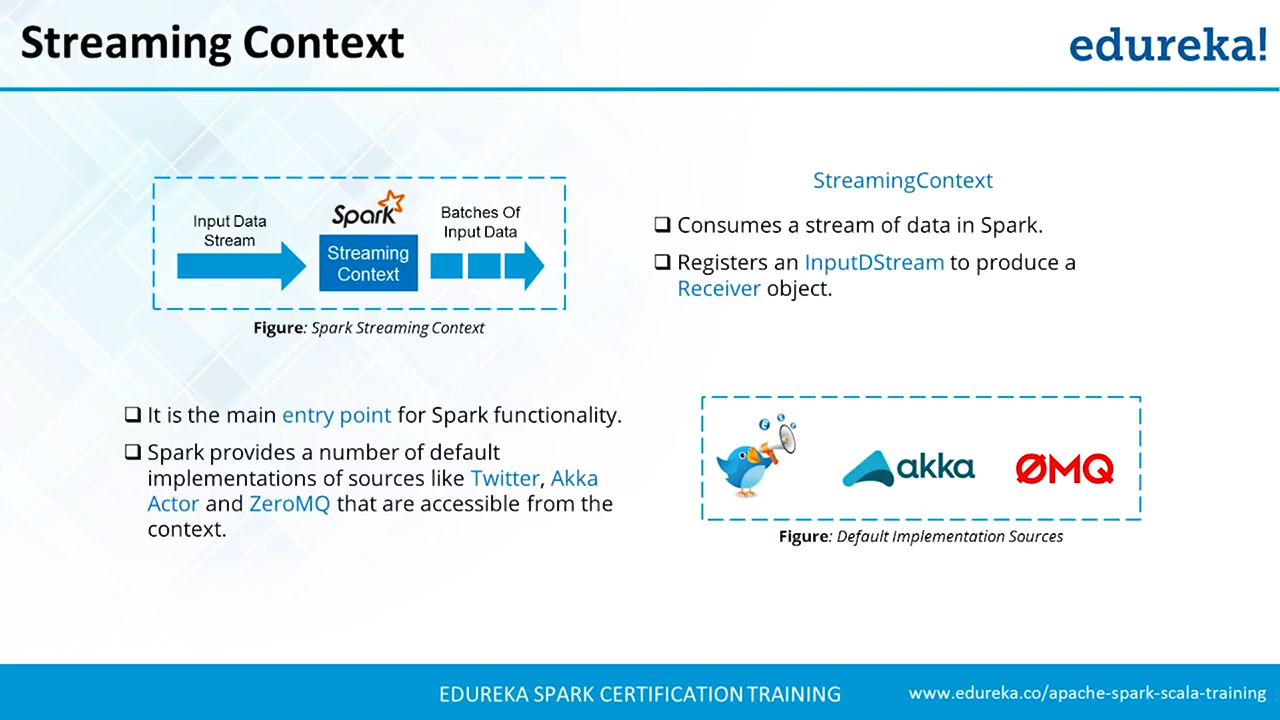 Streaming Context
edureka!
Input Data
Stream
Spark
Streaming
Context
Batches Of
Input Data
Figure: Spark Streaming Context
StreamingContext
❑ Consumes a stream of data in Spark.
❑ Registers an InputDStream to produce a
Receiver object.
❑ It is the main entry point for Spark functionality.
❑ Spark provides a number of default
implementations of sources like Twitter, Akka
Actor and ZeroMQ that are accessible from the
context.
akka
ØMQ
Figure: Default Implementation Sources
EDUREKA SPARK CERTIFICATION TRAINING
www.edureka.co/apache-spark-scala-training